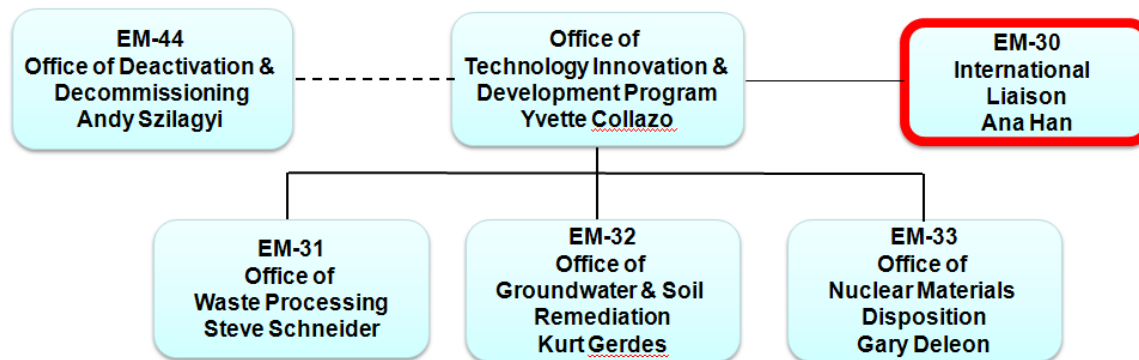 EM-44
Office of Deactivation &
Decommissioning
Andy Szilagyi
Office of
Technology Innovation &
Development Program
Yvette Collazo
EM-30
International
Liaison
Ana Han
EM-31
Office of
Waste Processing
Steve Schneider
EM-32
Office of
Groundwater & Soil
Remediation
Kurt Gerdes
EM-33
Office of
Nuclear Materials
Disposition
Gary Deleon